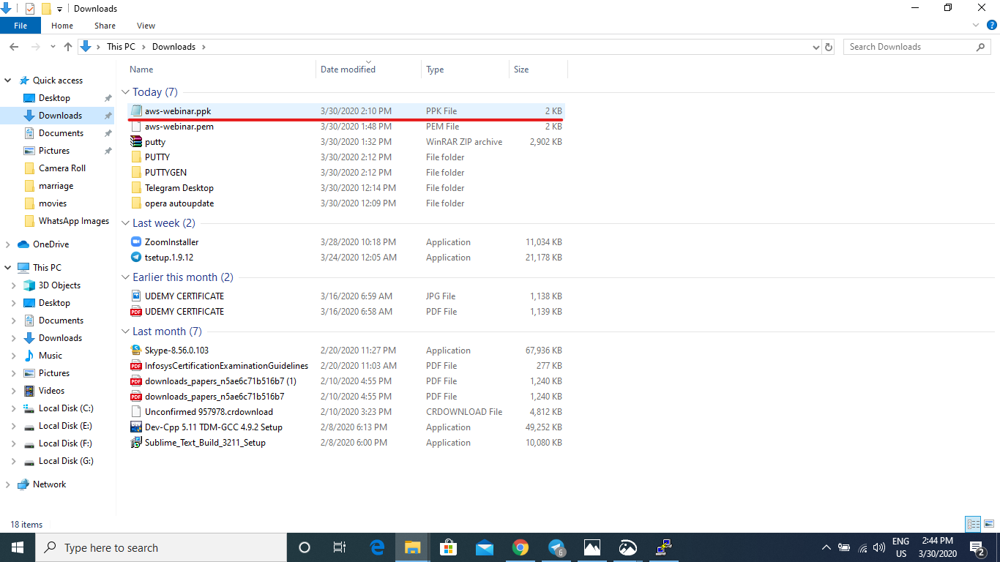 Downloads
File Home Share View
This PC Downloads Search Downloads
Name Date modified Type Size
Quick access
Desktop
Downloads
Documents
Pictures
Camera Roll
marriage
movies
WhatsApp Images
OneDrive
This PC
3D Objects
Desktop
Documents
Downloads
Music
Pictures
Videos
Local Disk (C:)
Local Disk (E:)
Local Disk (F:)
Local Disk (G:)
Network
Today (7)
aws-webinar.ppk 3/30/2020 2:10 PM PPK File 2 KB
aws-webinar.pem 3/30/2020 1:48 PM PEM File 2 KB
putty 3/30/2020 1:32 PM WinRAR ZIP archive 2,902 KB
PUTTY 3/30/2020 2:12 PM File folder
PUTTYGEN 3/30/2020 2:12 PM File folder
Telegram Desktop 3/30/2020 12:14 PM File folder
opera autoupdate 3/30/2020 12:09 PM File folder
Last week (2)
ZoomInstaller 3/28/2020 10:18 PM Application 11,034 KB
tsetup.1.9.12 3/24/2020 12:05 AM Application 21,178 KB
Earlier this month (2)
UDEMY CERTIFICATE 3/16/2020 6:59 AM JPG File 1,138 KB
PDF UDEMY CERTIFICATE 3/16/2020 6:58 AM PDF File 1,139 KB
Last month (7)
Skype-8.56.0.103 2/20/2020 11:27 PM Application 67,936 KB
PDF InfosysCertificationExaminationGuidelines 2/20/2020 11:03 AM PDF File 277 KB
PDF downloads_papers_n5ae6c71b516b7 (1) 2/10/2020 4:55 PM PDF File 1,240 KB
PDF downloads_papers_n5ae6c71b516b7 2/10/2020 4:55 PM PDF File 1,240 KB
Unconfirmed 957978.crdownload 2/10/2020 3:23 PM CRDOWNLOAD File 4,812 KB
Dev-Cpp 5.11 TDM-GCC 4.9.2 Setup 2/8/2020 6:13 PM Application 49,252 KB
Sublime_Text_Build_3211_Setup 2/8/2020 6:00 PM Application 10,080 KB
18 items
Type here to search 6 ENG 2:44 PM
US 3/30/2020 2